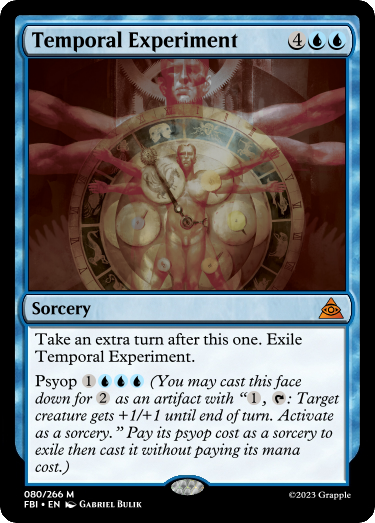 Temporal Experiment 4
Sorcery
Take an extra turn after this one. Exile
Temporal Experiment.
Psyop 1 (You may cast this face
down for 2 as an artifact with “1, : Target
creature gets +1/+1 until end of turn. Activate
as a sorcery.” Pay its psyop cost as a sorcery to
exile then cast it without paying its mana
cost.)
080/266 M
FBI • EN Gabriel Bulik
©2023 Grapple